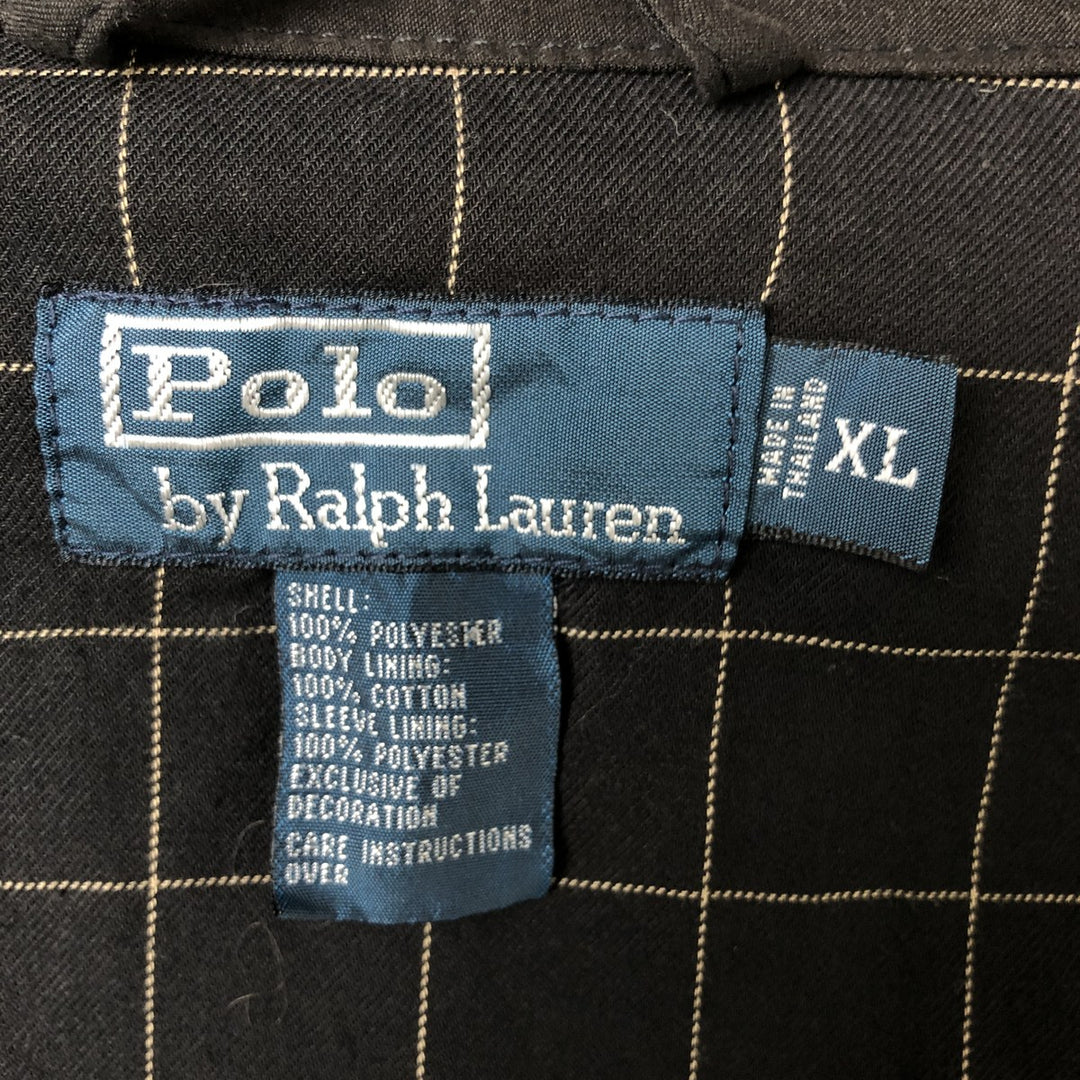 Polo
by Ralph Lauren
MADE IN
THAILAND
XL
SHELL:
100% POLYESTER
BODY LINING:
100% COTTON
SLEEVE LINING:
100% POLYESTER
EXCLUSIVE OF
DECORATION
CARE INSTRUCTIONS
OVER